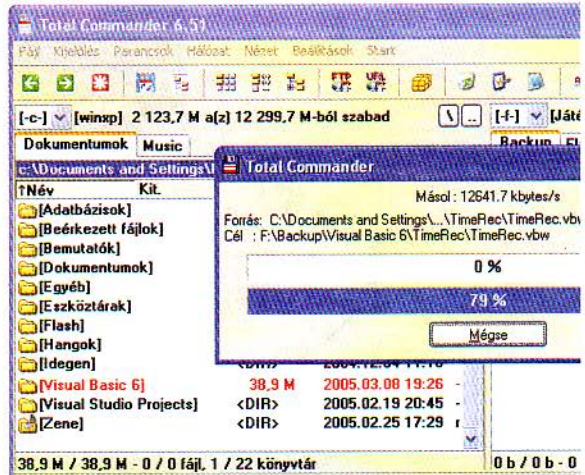 Total Commander 6.51
Fájl Kijelölés Parancsok Hálózat Nézet Beállítások Start
FTP URL
[-c-] [winxp] 2 123,7 M a(z) 12 299,7 M-ból szabad \ .. [-f-]
Dokumentumok Music Backup
c:\Documents and Settings\
Total Commander
↑Név Kit.
Másol : 12641.7 kbytes/s
[Adatbázisok]
Forrás: C:\Documents and Settings\...\TimeRec\TimeRec.vbw
[Beérkezett fájlok]
Cél : F:\Backup\Visual Basic 6\TimeRec\TimeRec.vbw
[Bemutatók]
[Dokumentumok]
0 %
[Egyéb]
[Eszköztárak]
79 %
[Flash]
[Hangok]
Mégse
[Idegen] <DIR>
[Visual Basic 6] 38,9 M 2005.03.08 19:26 -
[Visual Studio Projects] <DIR> 2005.02.19 20:45 -
[Zene] <DIR> 2005.02.25 17:29 r
38,9 M / 38,9 M - 0 / 0 fájl, 1 / 22 könyvtár 0 b / 0 b - 0